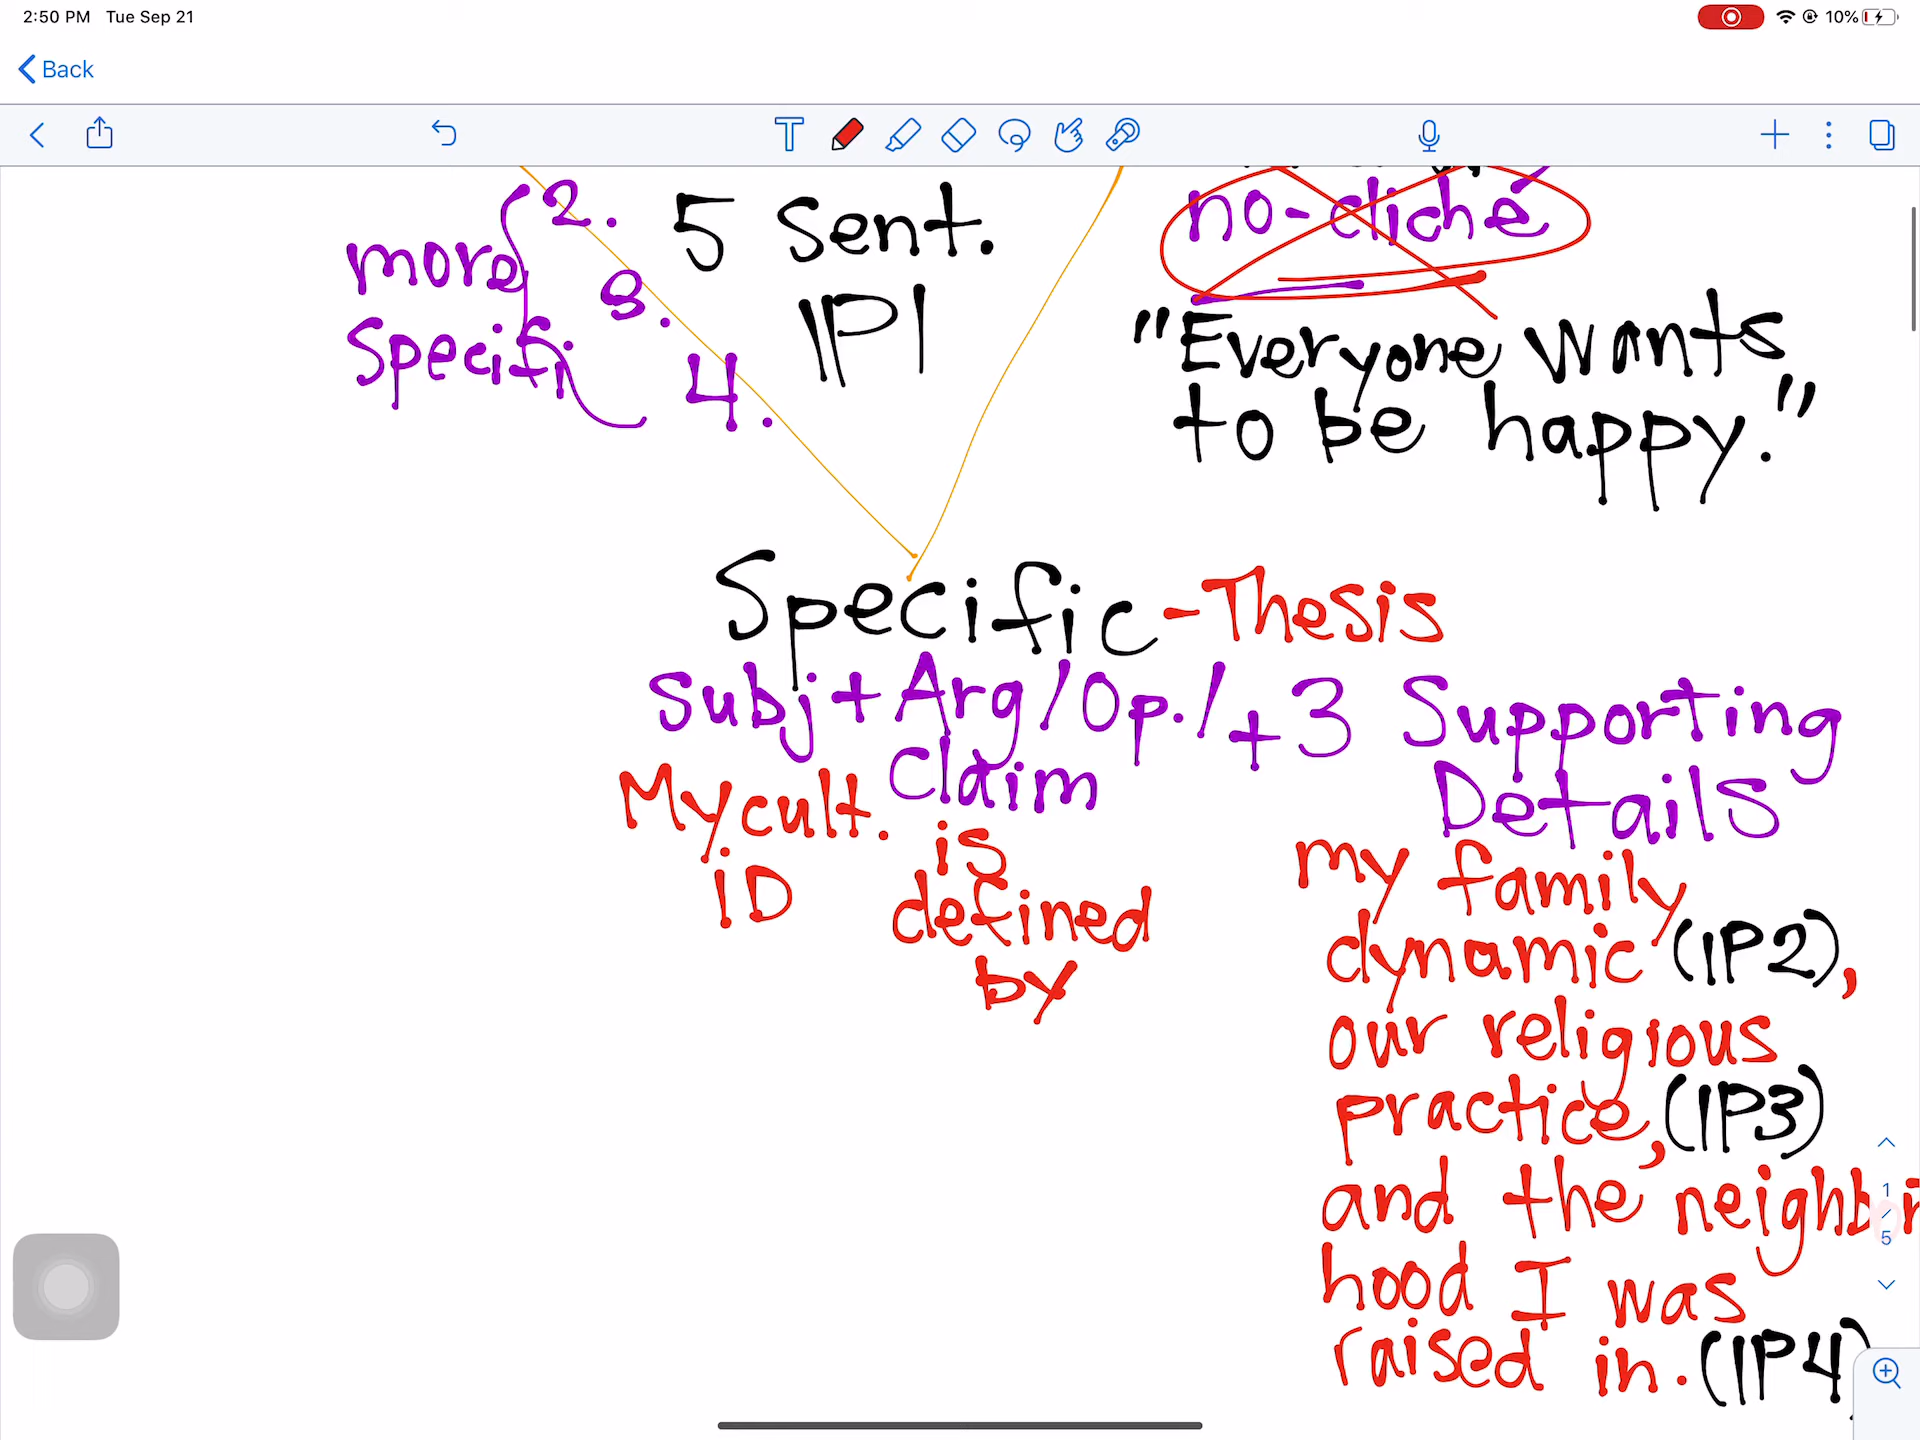 2:50 PM Tue Sep 21
10%
Back
2.
more
3.
Specifi
4.
5 Sent.
IP1
no-cliché
"Everyone wants
to be happy."
Specific-Thesis
Subj + Arg/Op./ + 3 Supporting
Claim
Details
My cult.
iD
is
defined
by
my family
dynamic (IP2),
our religious
practice, (IP3)
and the neighbor
hood I was
raised in. (IP4)
1
5